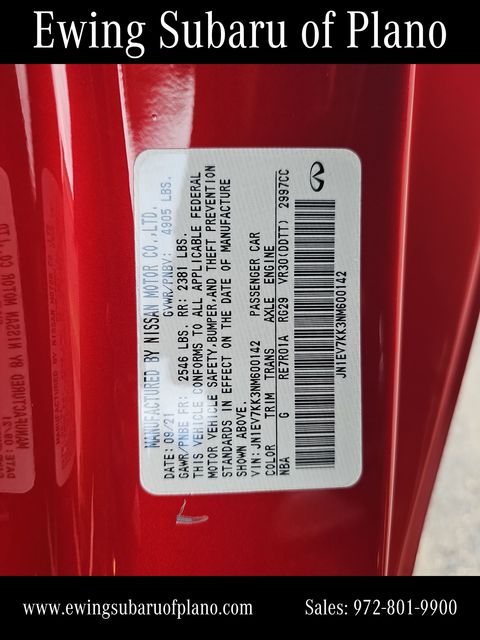 Ewing Subaru of Plano
MANUFACTURED BY NISSAN MOTOR CO.,LTD.
DATE: 09/21 GVWR/PNBV: 4905 LBS.
GAWR/PNBE FR: 2546 LBS. RR: 2381 LBS.
THIS VEHICLE CONFORMS TO ALL APPLICABLE FEDERAL
MOTOR VEHICLE SAFETY,BUMPER,AND THEFT PREVENTION
STANDARDS IN EFFECT ON THE DATE OF MANUFACTURE
SHOWN ABOVE.
VIN: JN1EV7KK3NM600142 PASSENGER CAR
COLOR TRIM TRANS AXLE ENGINE
NBA G RE7R01A RG29 VR30(DDTT) 2997CC
JN1EV7KK3NM600142
www.ewingsubaruofplano.com Sales: 972-801-9900